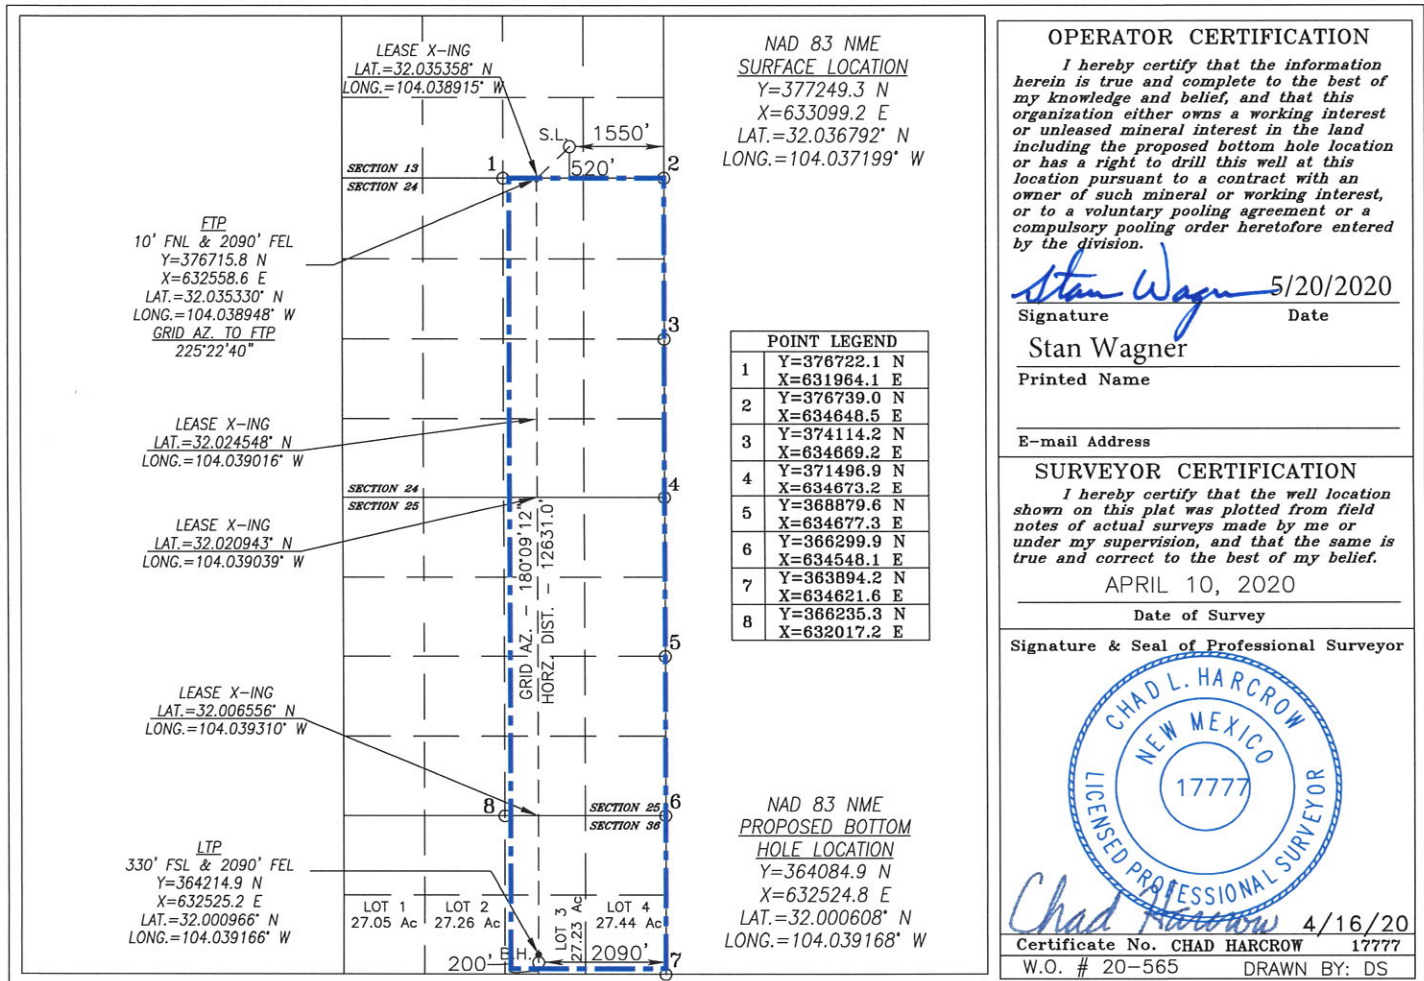 LEASE X-ING
LAT.=32.035358° N
LONG.=104.038915° W
S.L.
1550'
520'
1
2
SECTION 13
SECTION 24
FTP
10' FNL & 2090' FEL
Y=376715.8 N
X=632558.6 E
LAT.=32.035330° N
LONG.=104.038948° W
GRID AZ. TO FTP
225°22'40"
3
LEASE X-ING
LAT.=32.024548° N
LONG.=104.039016° W
SECTION 24
SECTION 25
4
LEASE X-ING
LAT.=32.020943° N
LONG.=104.039039° W
GRID AZ. - 180°09'12"
HORZ. DIST. - 12631.0'
5
LEASE X-ING
LAT.=32.006556° N
LONG.=104.039310° W
8
SECTION 25
SECTION 36
6
LTP
330' FSL & 2090' FEL
Y=364214.9 N
X=632525.2 E
LAT.=32.000966° N
LONG.=104.039166° W
LOT 1
27.05 Ac
LOT 2
27.26 Ac
LOT 3
27.23 Ac
LOT 4
27.44 Ac
200'
B.H.
2090'
7
NAD 83 NME
SURFACE LOCATION
Y=377249.3 N
X=633099.2 E
LAT.=32.036792° N
LONG.=104.037199° W
POINT LEGEND
1 Y=376722.1 N
X=631964.1 E
2 Y=376739.0 N
X=634648.5 E
3 Y=374114.2 N
X=634669.2 E
4 Y=371496.9 N
X=634673.2 E
5 Y=368879.6 N
X=634677.3 E
6 Y=366299.9 N
X=634548.1 E
7 Y=363894.2 N
X=634621.6 E
8 Y=366235.3 N
X=632017.2 E
NAD 83 NME
PROPOSED BOTTOM
HOLE LOCATION
Y=364084.9 N
X=632524.8 E
LAT.=32.000608° N
LONG.=104.039168° W
OPERATOR CERTIFICATION
I hereby certify that the information
herein is true and complete to the best of
my knowledge and belief, and that this
organization either owns a working interest
or unleased mineral interest in the land
including the proposed bottom hole location
or has a right to drill this well at this
location pursuant to a contract with an
owner of such mineral or working interest,
or to a voluntary pooling agreement or a
compulsory pooling order heretofore entered
by the division.
Stan Wagner 5/20/2020
Signature Date
Stan Wagner
Printed Name
E-mail Address
SURVEYOR CERTIFICATION
I hereby certify that the well location
shown on this plat was plotted from field
notes of actual surveys made by me or
under my supervision, and that the same is
true and correct to the best of my belief.
APRIL 10, 2020
Date of Survey
Signature & Seal of Professional Surveyor
CHAD L. HARCROW
NEW MEXICO
17777
LICENSED PROFESSIONAL SURVEYOR
Chad Harcrow 4/16/20
Certificate No. CHAD HARCROW 17777
W.O. # 20-565 DRAWN BY: DS